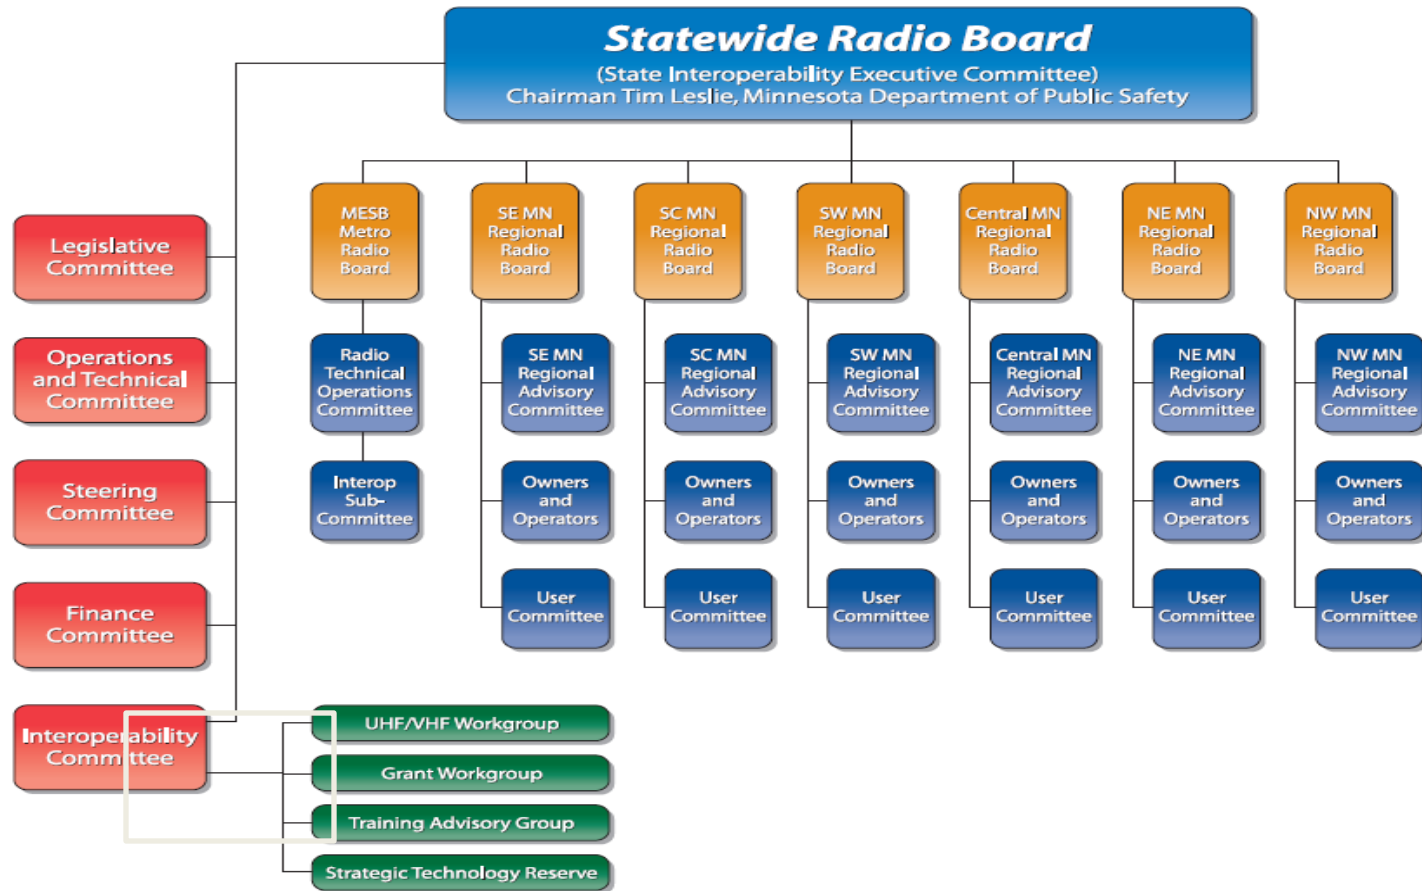 Statewide Radio Board
(State Interoperability Executive Committee)
Chairman Tim Leslie, Minnesota Department of Public Safety
Legislative
Committee
Operations
and Technical
Committee
Steering
Committee
Finance
Committee
Interoperability
Committee
MESB
Metro
Radio
Board
Radio
Technical
Operations
Committee
Interop
Sub-
Committee
SE MN
Regional
Radio
Board
SE MN
Regional
Advisory
Committee
Owners
and
Operators
User
Committee
SC MN
Regional
Radio
Board
SC MN
Regional
Advisory
Committee
Owners
and
Operators
User
Committee
SW MN
Regional
Radio
Board
SW MN
Regional
Advisory
Committee
Owners
and
Operators
User
Committee
Central MN
Regional
Radio
Board
Central MN
Regional
Advisory
Committee
Owners
and
Operators
User
Committee
NE MN
Regional
Radio
Board
NE MN
Regional
Advisory
Committee
Owners
and
Operators
User
Committee
NW MN
Regional
Radio
Board
NW MN
Regional
Advisory
Committee
Owners
and
Operators
User
Committee
UHF/VHF Workgroup
Grant Workgroup
Training Advisory Group
Strategic Technology Reserve